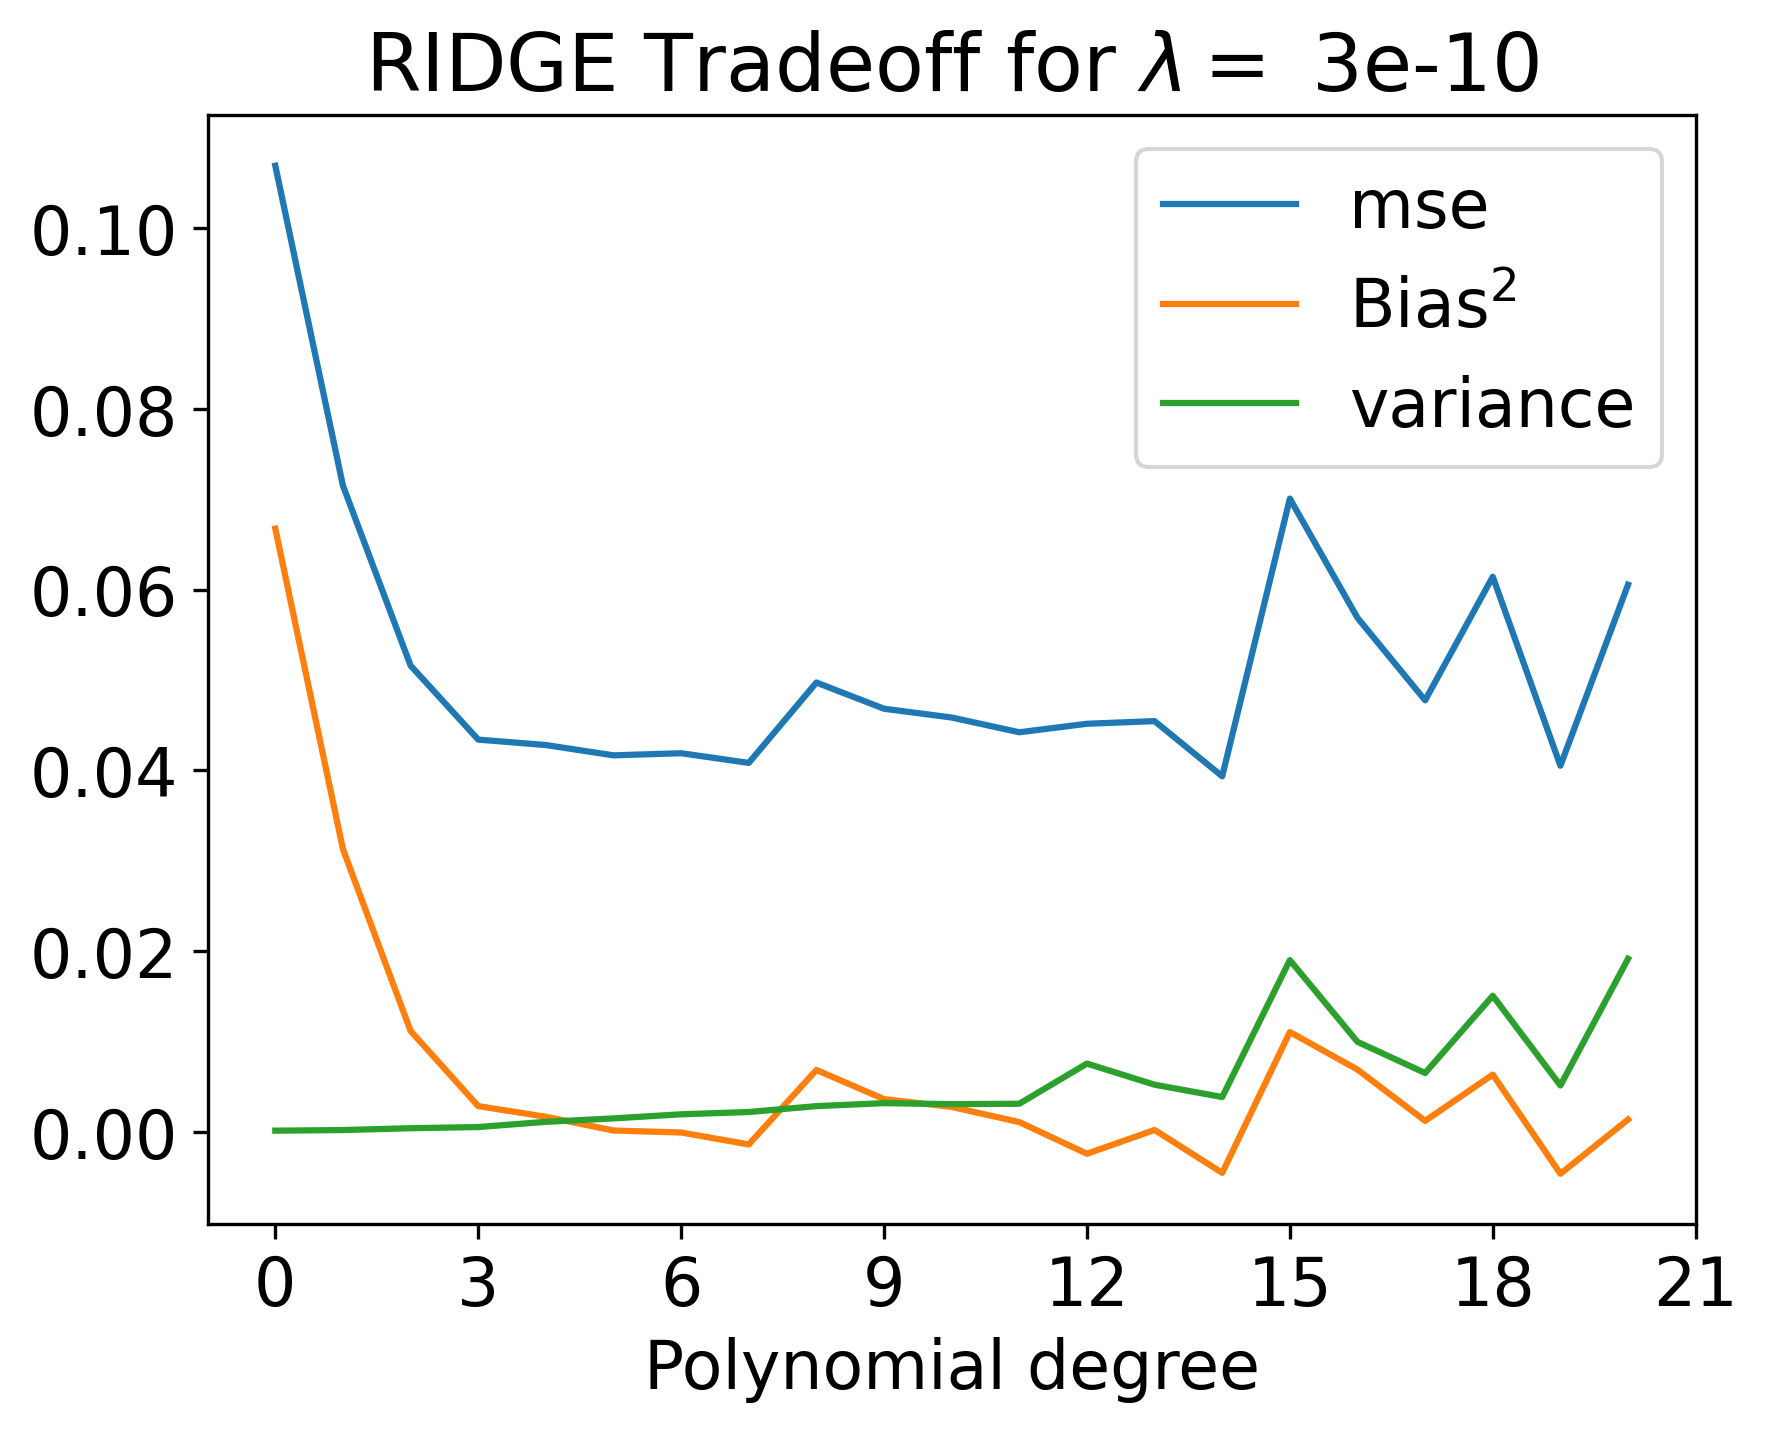 RIDGE Tradeoff for λ = 3e-10
mse
Bias²
variance
0.10
0.08
0.06
0.04
0.02
0.00
0 3 6 9 12 15 18 21
Polynomial degree